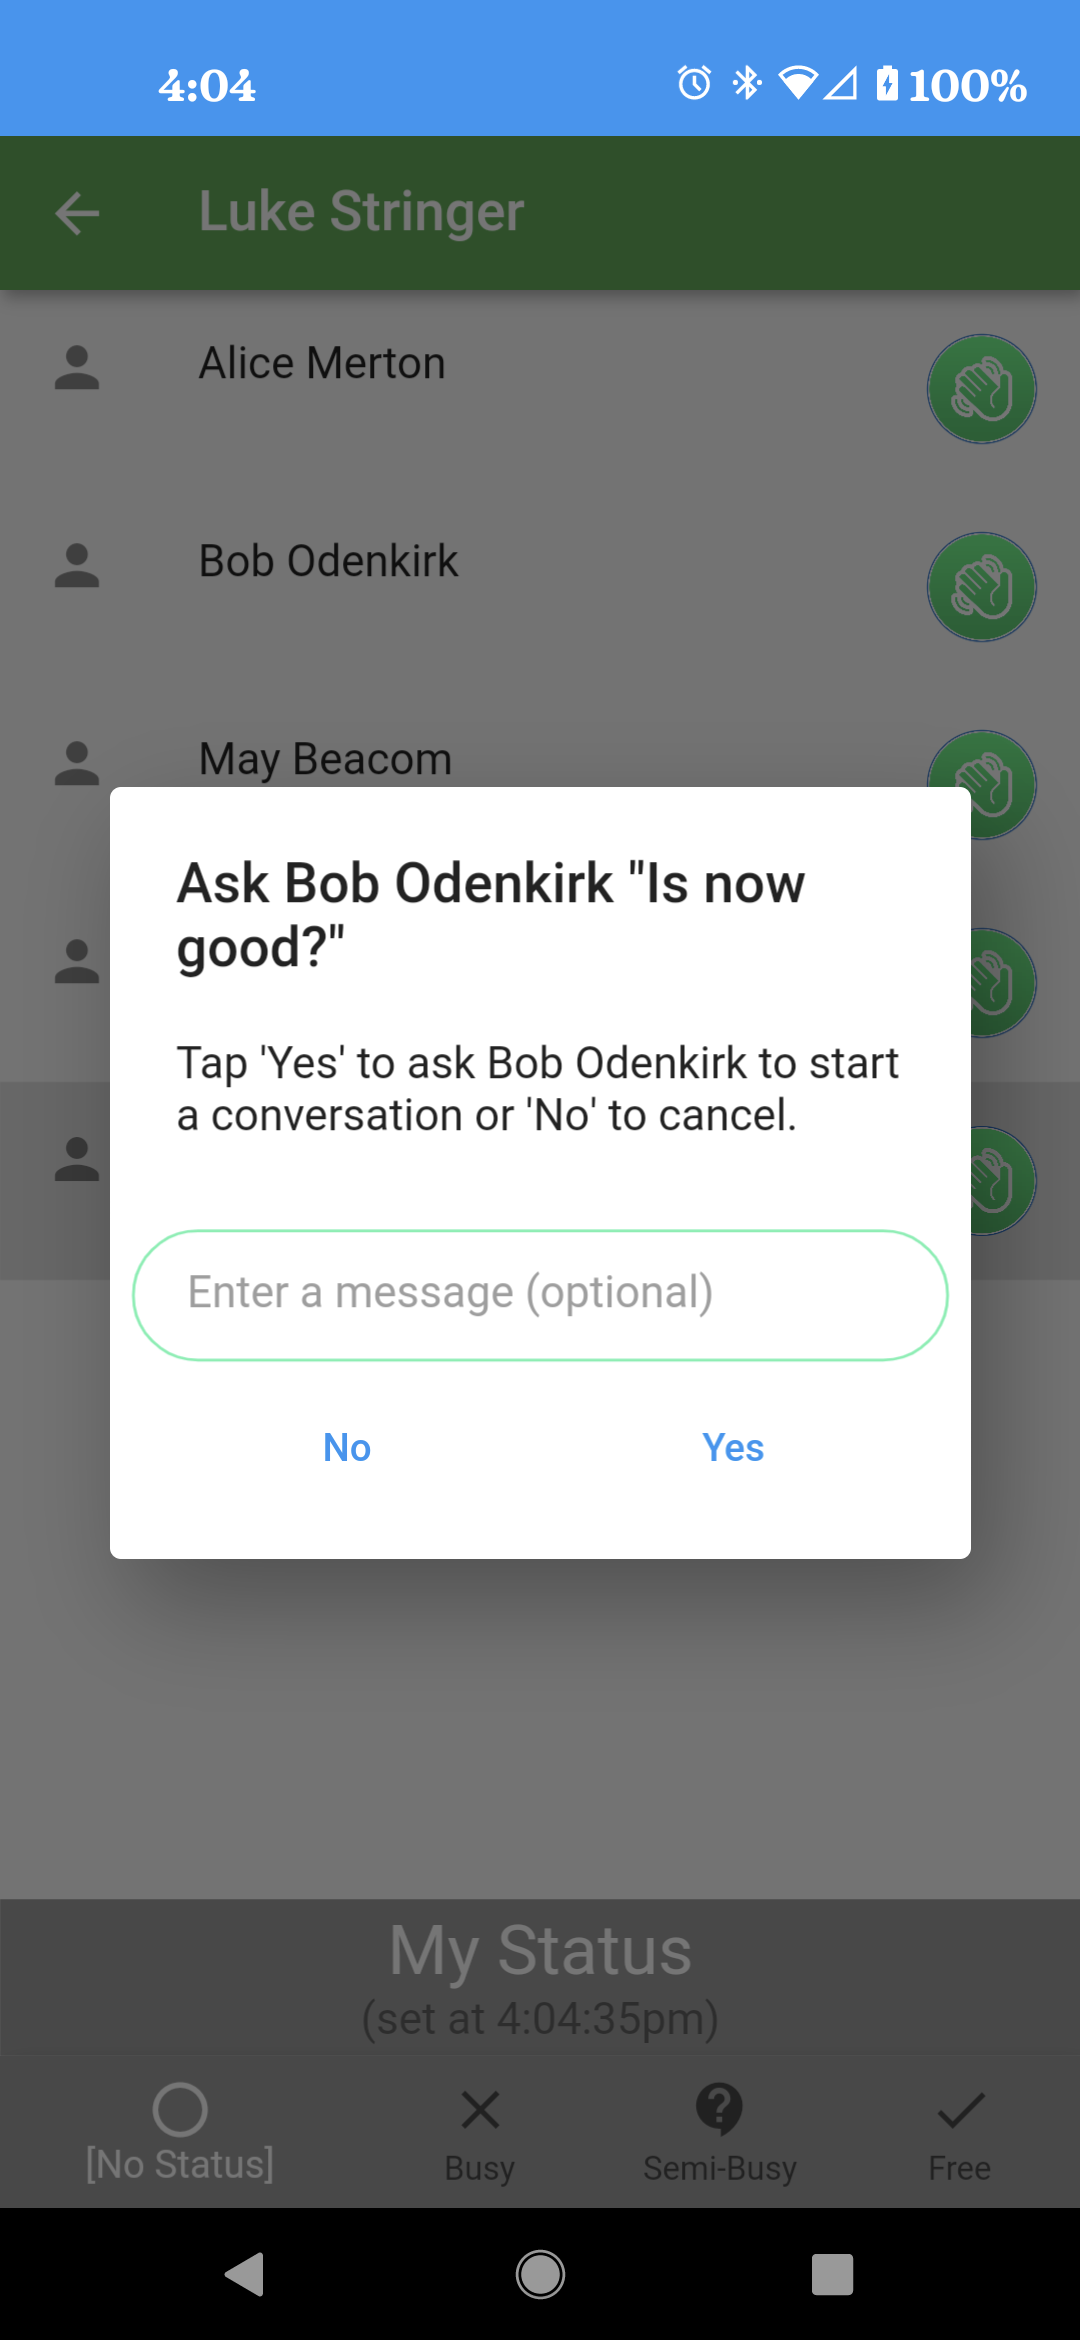 4:04
100%
Luke Stringer
Alice Merton
Bob Odenkirk
May Beacom
Ask Bob Odenkirk "Is now
good?"
Tap 'Yes' to ask Bob Odenkirk to start
a conversation or 'No' to cancel.
Enter a message (optional)
No
Yes
My Status
(set at 4:04:35pm)
[No Status]
Busy
Semi-Busy
Free